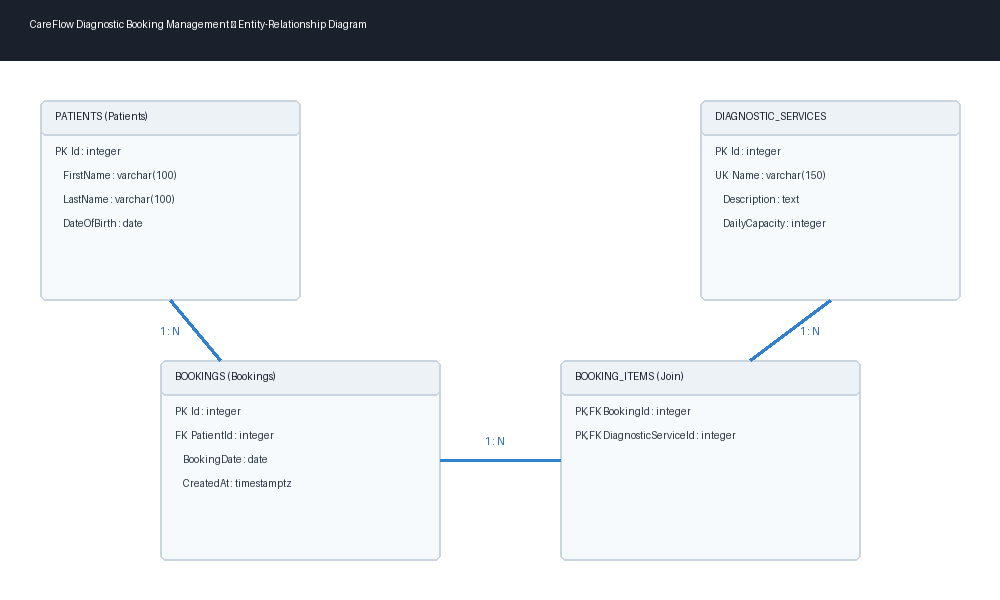 CareFlow Diagnostic Booking Management □ Entity-Relationship Diagram
PATIENTS (Patients)
PK Id : integer
FirstName : varchar(100)
LastName : varchar(100)
DateOfBirth : date
DIAGNOSTIC_SERVICES
PK Id : integer
UK Name : varchar(150)
Description : text
DailyCapacity : integer
1 : N
1 : N
BOOKINGS (Bookings)
PK Id : integer
FK PatientId : integer
BookingDate : date
CreatedAt : timestamptz
1 : N
BOOKING_ITEMS (Join)
PK,FK BookingId : integer
PK,FK DiagnosticServiceId : integer